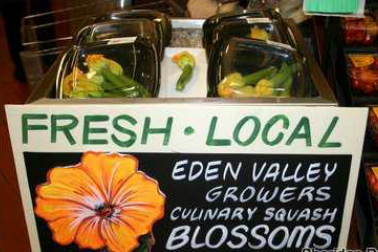 FRESH · LOCAL
EDEN VALLEY
GROWERS
CULINARY SQUASH
BLOSSOMS